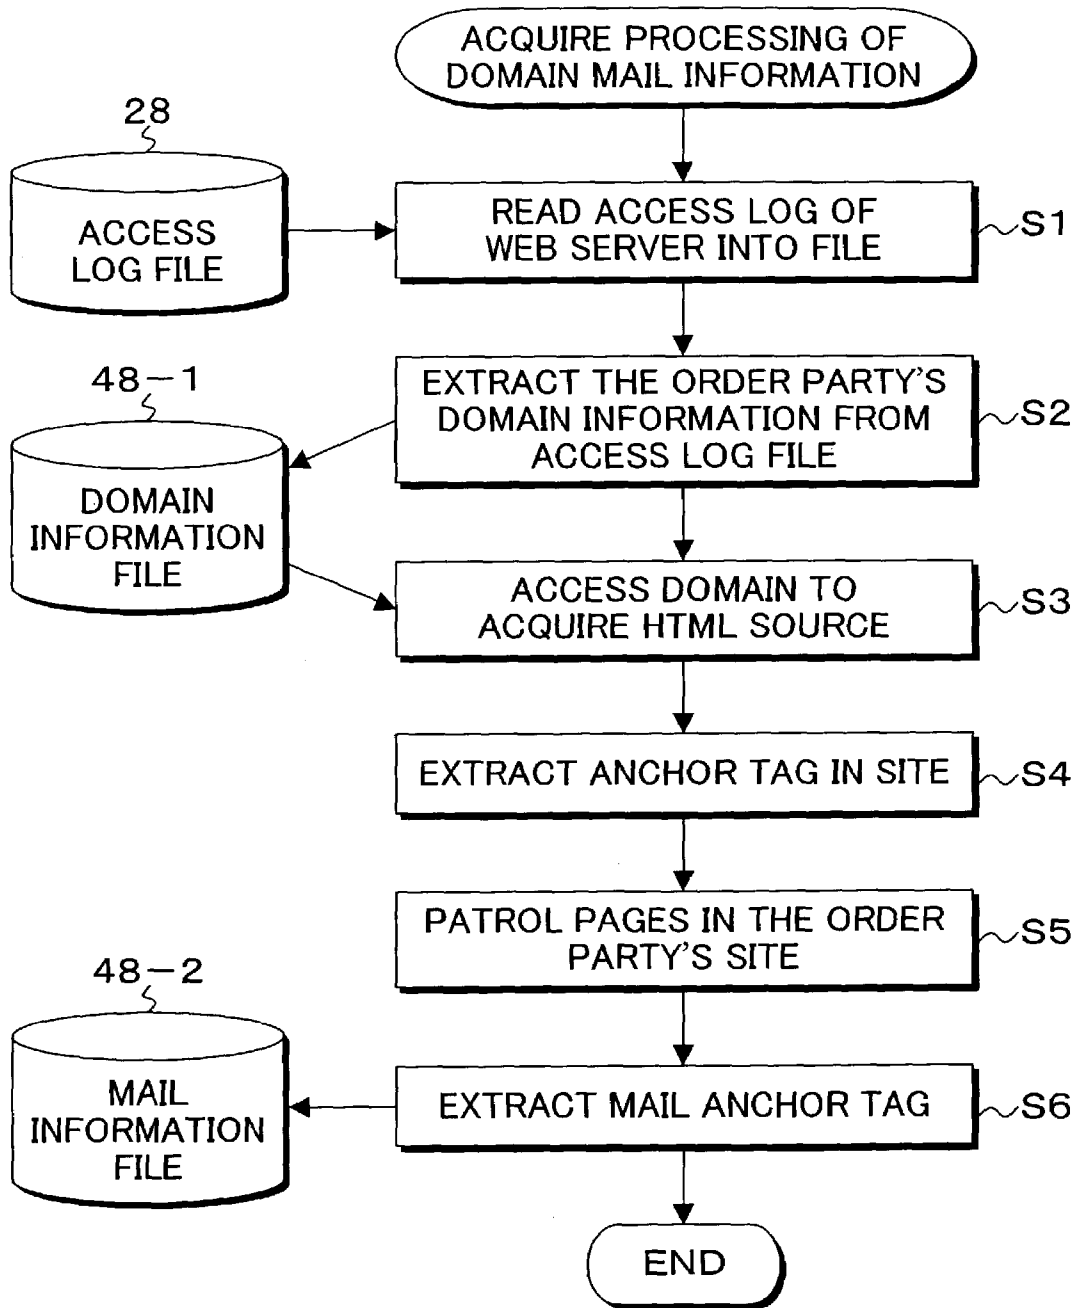 ACQUIRE PROCESSING OF
DOMAIN MAIL INFORMATION
28
ACCESS
LOG FILE
READ ACCESS LOG OF
WEB SERVER INTO FILE
S1
48-1
DOMAIN
INFORMATION
FILE
EXTRACT THE ORDER PARTY'S
DOMAIN INFORMATION FROM
ACCESS LOG FILE
S2
ACCESS DOMAIN TO
ACQUIRE HTML SOURCE
S3
EXTRACT ANCHOR TAG IN SITE
S4
PATROL PAGES IN THE ORDER
PARTY'S SITE
S5
48-2
MAIL
INFORMATION
FILE
EXTRACT MAIL ANCHOR TAG
S6
END